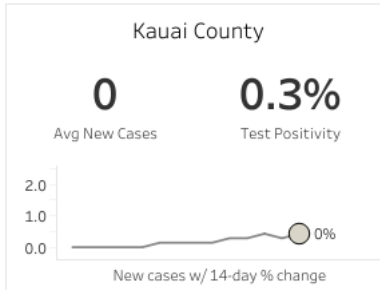 Kauai County
0 0.3%
Avg New Cases Test Positivity
2.0
1.0
0.0
0%
New cases w/ 14-day % change